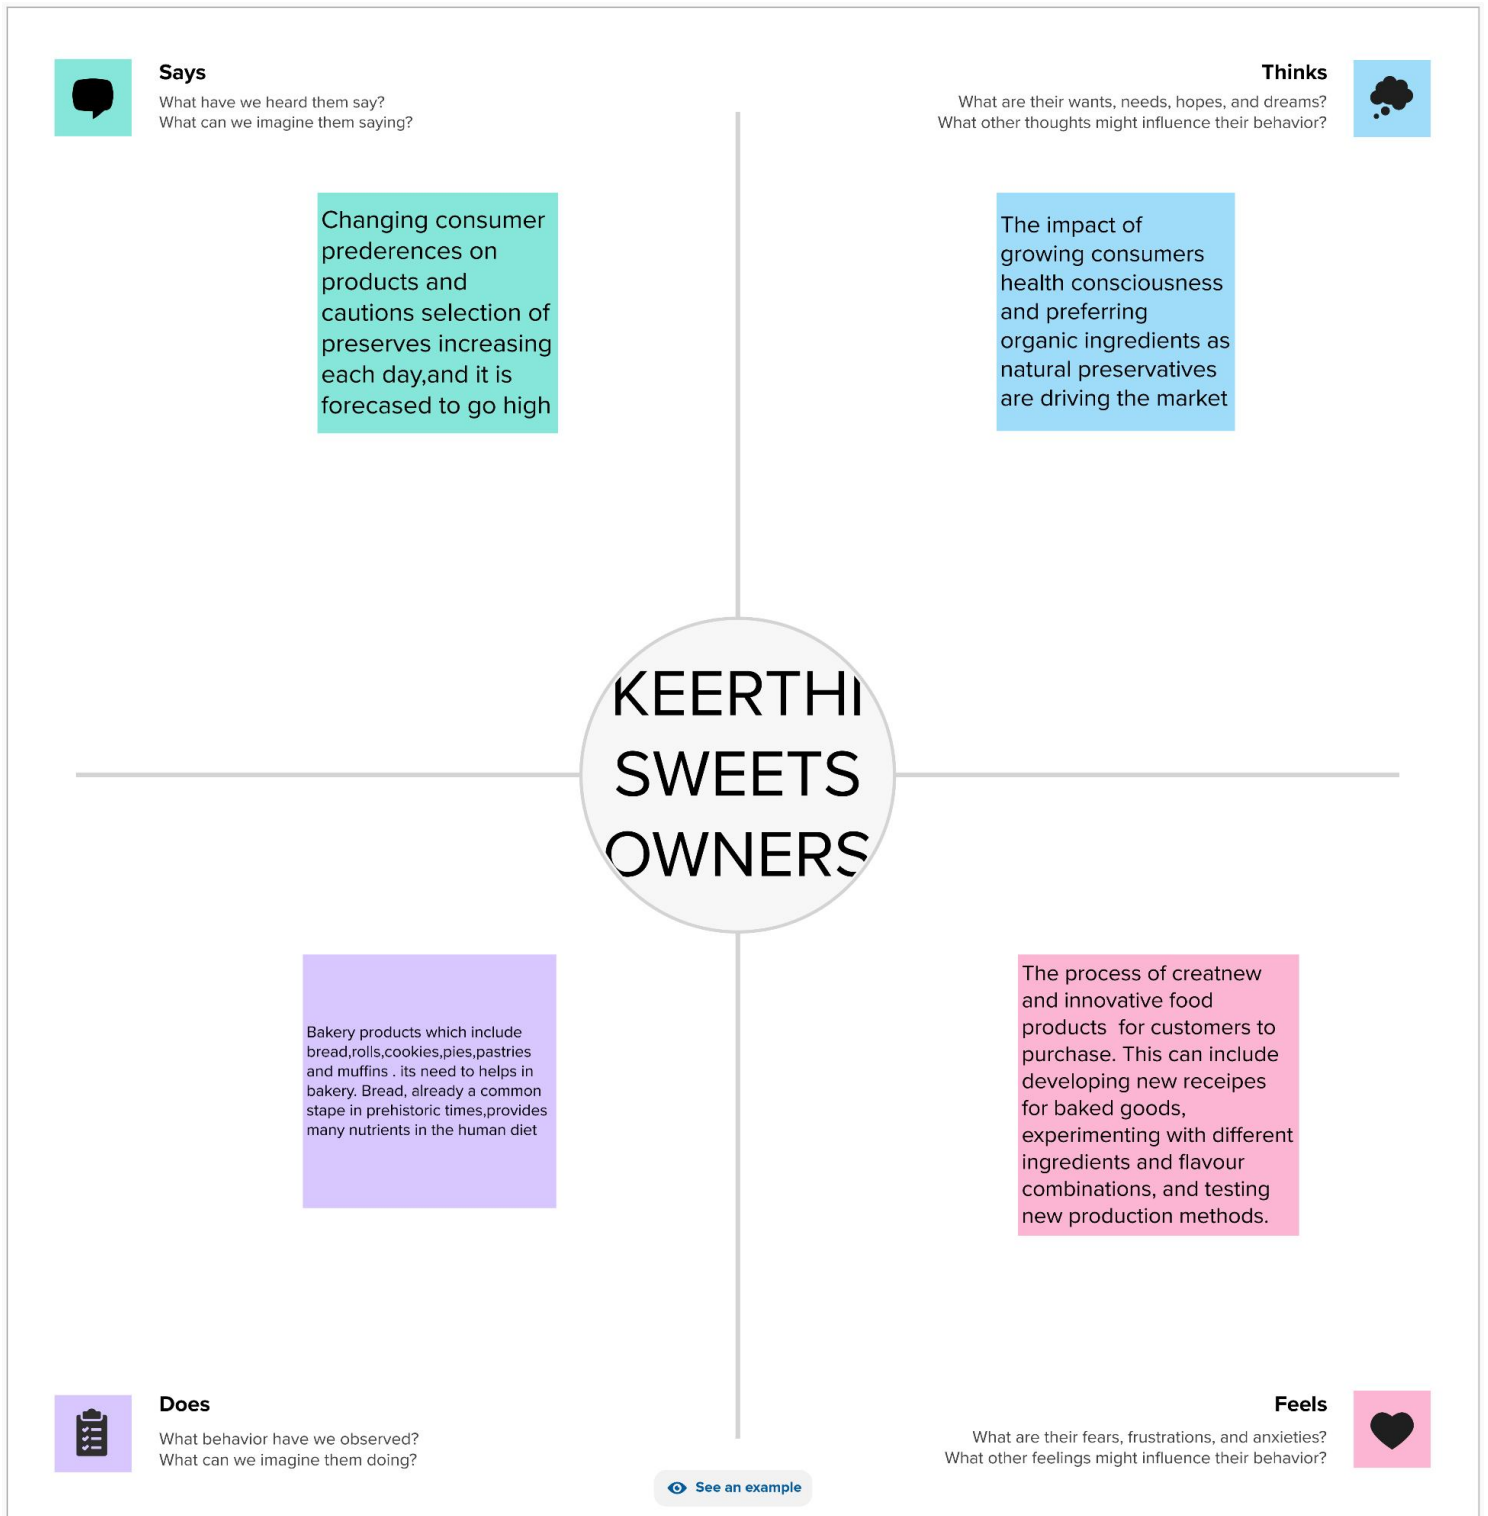 Says
What have we heard them say?
What can we imagine them saying?
Thinks
What are their wants, needs, hopes, and dreams?
What other thoughts might influence their behavior?
Changing consumer
prederences on
products and
cautions selection of
preserves increasing
each day,and it is
forecased to go high
The impact of
growing consumers
health consciousness
and preferring
organic ingredients as
natural preservatives
are driving the market
KEERTHI
SWEETS
OWNERS
Bakery products which include
bread,rolls,cookies,pies,pastries
and muffins . its need to helps in
bakery. Bread, already a common
stape in prehistoric times,provides
many nutrients in the human diet
The process of creatnew
and innovative food
products  for customers to
purchase. This can include
developing new receipes
for baked goods,
experimenting with different
ingredients and flavour
combinations, and testing
new production methods.
Does
What behavior have we observed?
What can we imagine them doing?
Feels
What are their fears, frustrations, and anxieties?
What other feelings might influence their behavior?
See an example